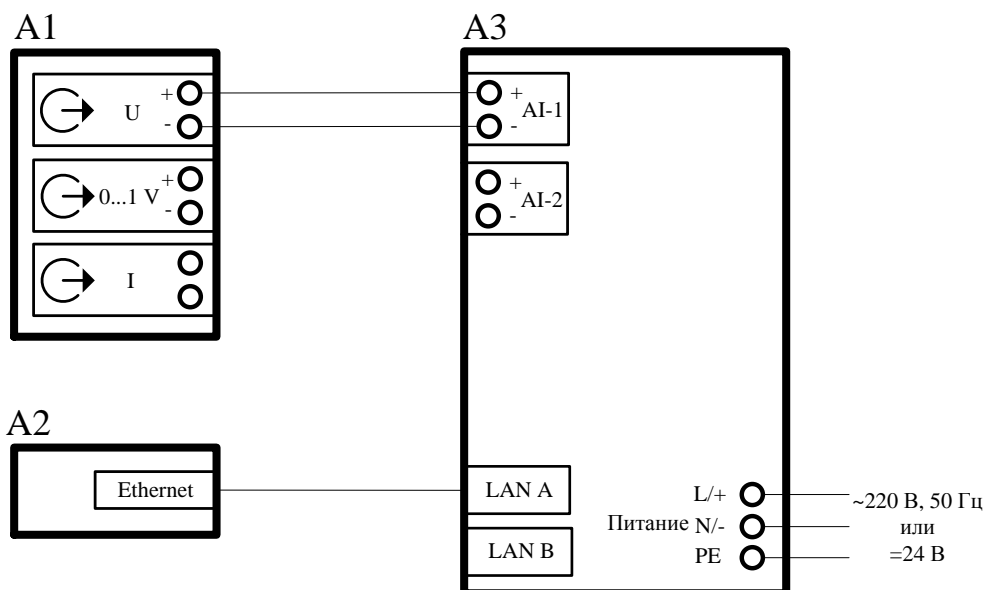 A1
A3
+
U
-
+
AI-1
-
+
0...1 V
-
+
AI-2
-
I
A2
Ethernet
LAN A
LAN B
L/+
Питание N/-
PE
~220 В, 50 Гц
или
=24 В